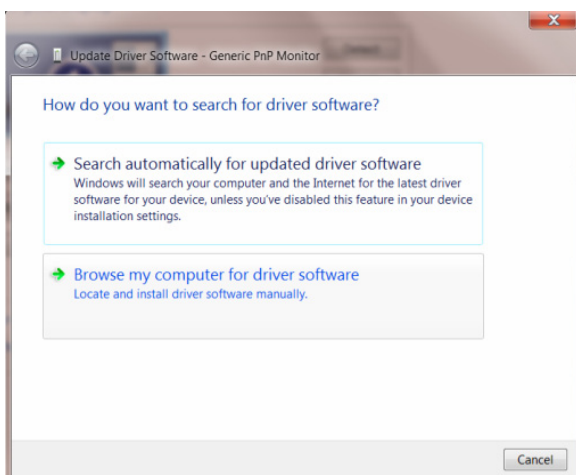 Update Driver Software - Generic PnP Monitor
How do you want to search for driver software?
Search automatically for updated driver software
Windows will search your computer and the Internet for the latest driver
software for your device, unless you've disabled this feature in your device
installation settings.
Browse my computer for driver software
Locate and install driver software manually.
Cancel